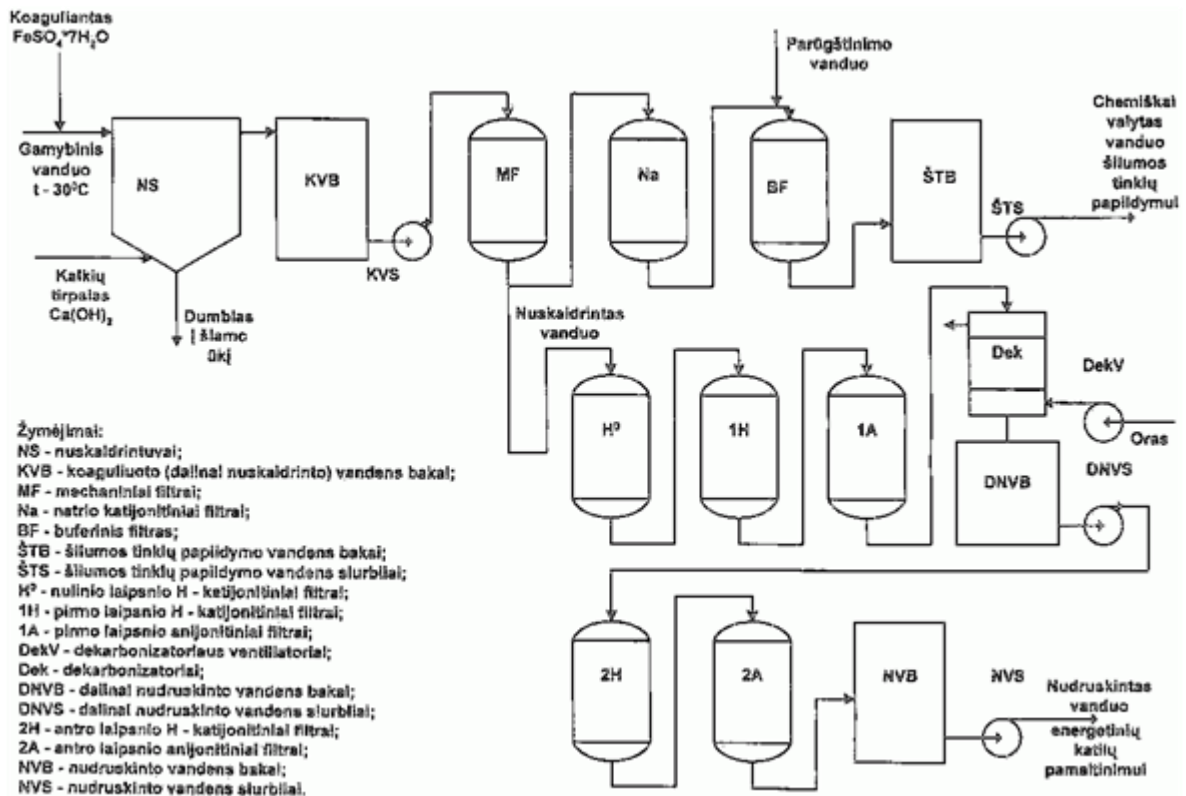 Koaguliantas
FeSO₄*7H₂O
Gamybinis
vanduo
t - 30⁰C
NS
Kalkių
tirpalas
Ca(OH)₂
Dumblas
į šlamo
ūkį
KVB
KVS
MF
Na
Parūgštinimo
vanduo
BF
ŠTB
ŠTS
Chemiškai
valytas
vanduo
šilumos
tinklų
papildymui
Nuskaidrintas
vanduo
H⁰
1H
1A
Dek
DekV
Oras
DNVB
DNVS
2H
2A
NVB
NVS
Nudruskintas
vanduo
energetinių
katilų
pamaitinimui
Žymėjimai:
NS - nuskaidrintuvai;
KVB - koaguliuoto (dalinai nuskaidrinto) vandens bakai;
MF - mechaniniai filtrai;
Na - natrio katijonitiniai filtrai;
BF - buferinis filtras;
ŠTB - šilumos tinklų papildymo vandens bakai;
ŠTS - šilumos tinklų papildymo vandens siurbliai;
H⁰ - nulinio laipsnio H - katijonitiniai filtrai;
1H - pirmo laipsnio H - katijonitiniai filtrai;
1A - pirmo laipsnio anijonitiniai filtrai;
DekV - dekarbonizatoriaus ventiliatoriai;
Dek - dekarbonizatoriai;
DNVB - dalinai nudruskinto vandens bakai;
DNVS - dalinai nudruskinto vandens siurbliai;
2H - antro laipsnio H - katijonitiniai filtrai;
2A - antro laipsnio anijonitiniai filtrai;
NVB - nudruskinto vandens bakai;
NVS - nudruskinto vandens siurbliai.